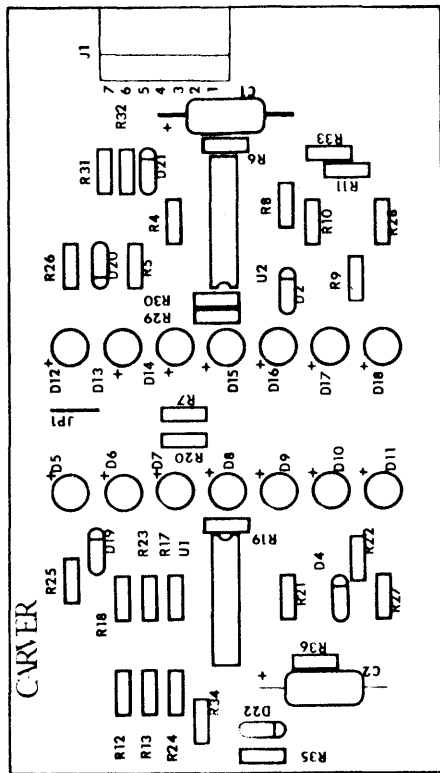 J1
7 6 5 4 3 2 1
R32
C1
+
R31
D21
R6
R33
R11
R4
R8
R10
R28
R26
D20
R5
U2
D2
R9
R30
R29
+ + + + + + +
D12 D13 D14 D15 D16 D17 D18
JP1
R7
R20
D5 D6 D7 D8 D9 D10 D11
+ + + + + + +
D19
R23
R17
U1
R19
R25
D4
R22
R18
R21
R27
CARVER
R36
+
C2
R12
R13
R24
R34
D22
R35